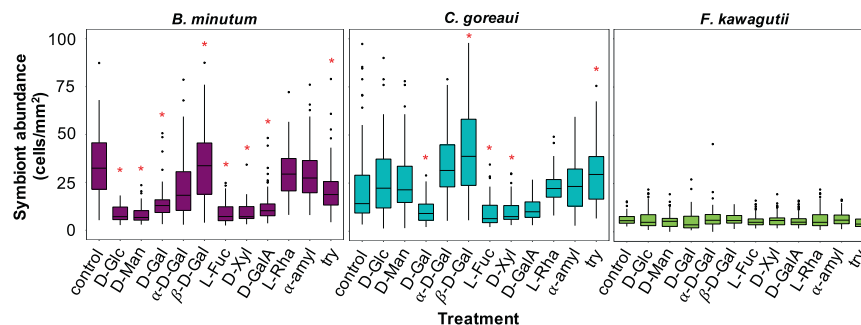 B. minutum
C. goreaui
F. kawagutii
Symbiont abundance
(cells/mm²)
100
75
50
25
0
* * * * * * * *
* * * * *
control D-Glc D-Man D-Gal α-D-Gal β-D-Gal L-Fuc D-Xyl D-GalA L-Rha α-amyl try
control D-Glc D-Man D-Gal α-D-Gal β-D-Gal L-Fuc D-Xyl D-GalA L-Rha α-amyl try
control D-Glc D-Man D-Gal α-D-Gal β-D-Gal L-Fuc D-Xyl D-GalA L-Rha α-amyl try
Treatment